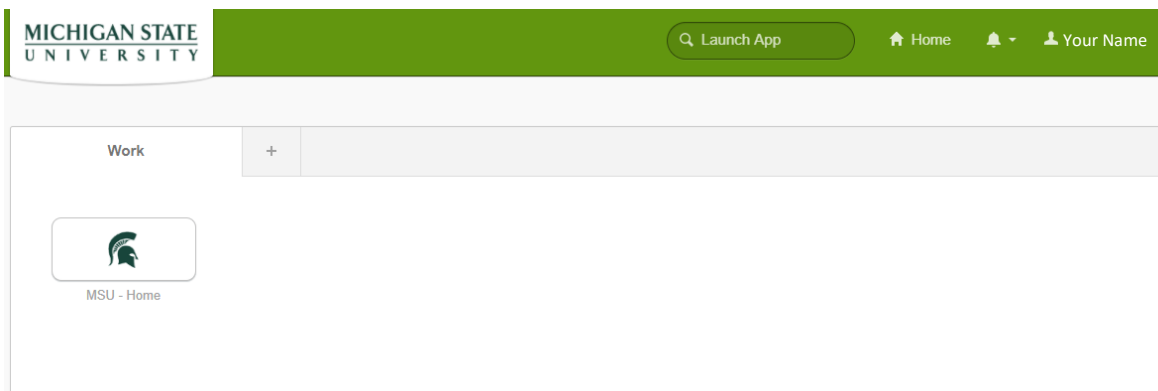 MICHIGAN STATE
UNIVERSITY
Launch App
Home
Your Name
Work
+
MSU - Home